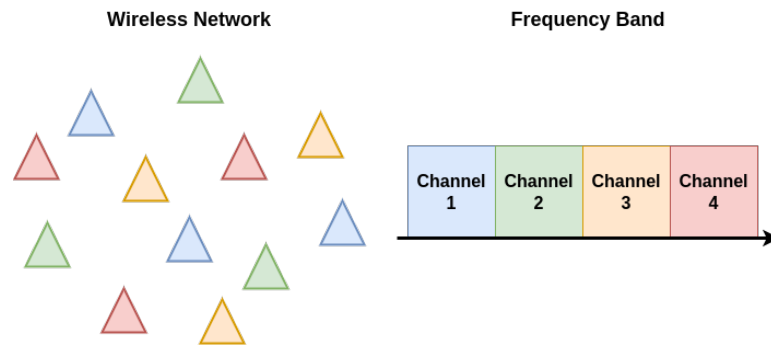 Wireless Network
Frequency Band
Channel
1
Channel
2
Channel
3
Channel
4